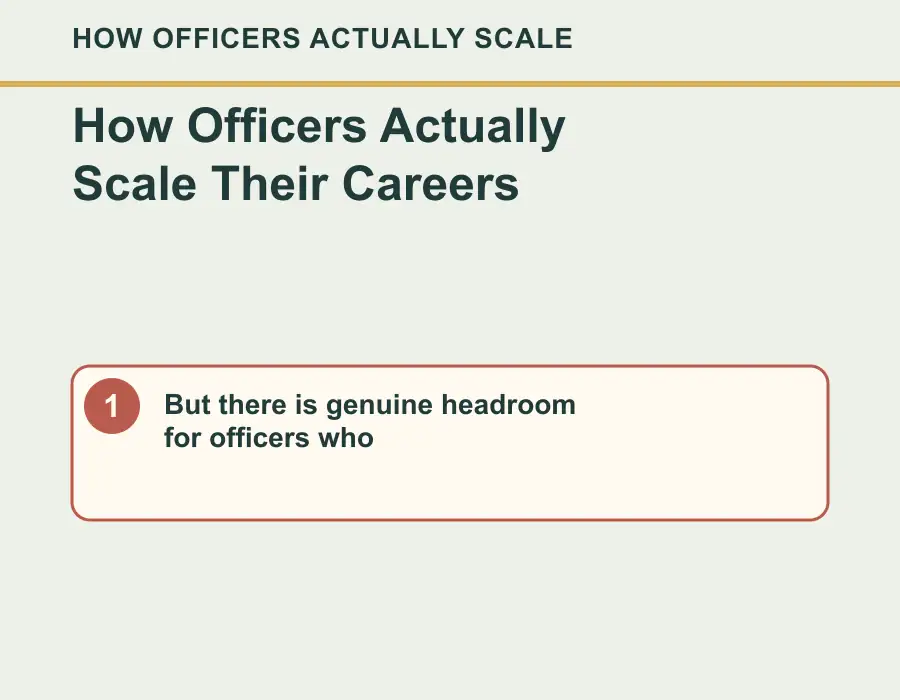 HOW OFFICERS ACTUALLY SCALE
How Officers Actually
Scale Their Careers
1
But there is genuine headroom
for officers who